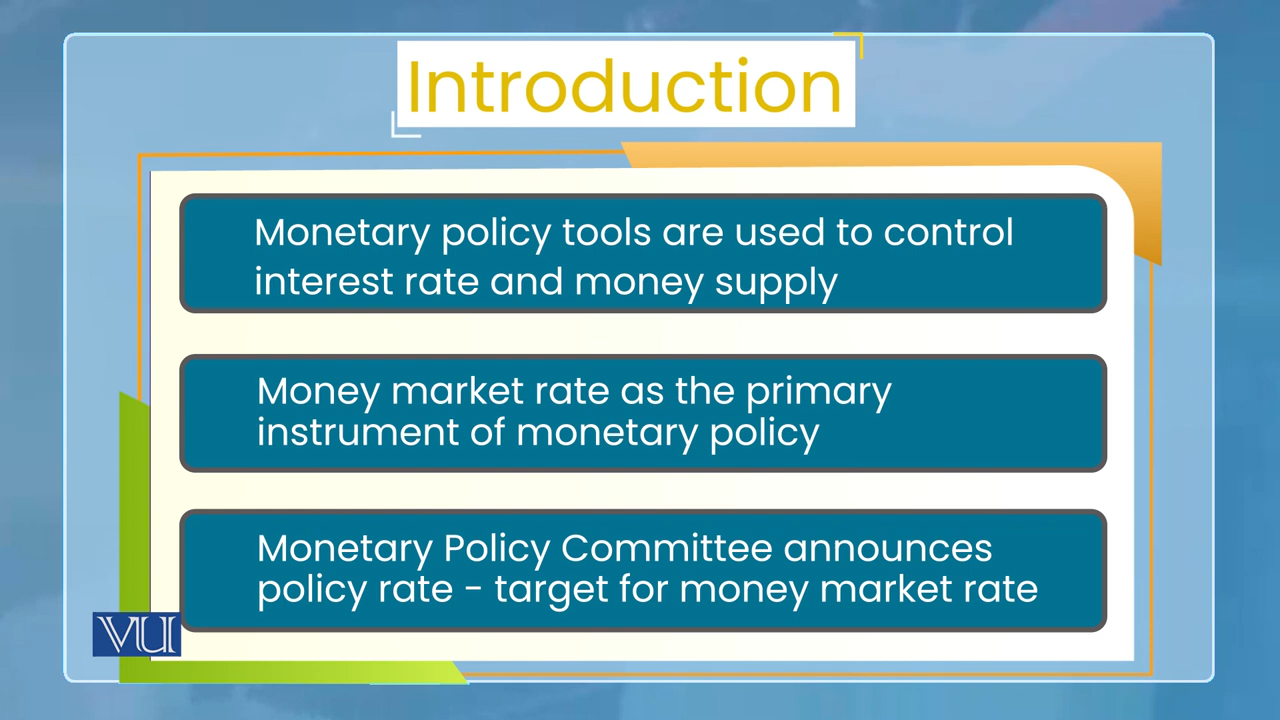 Introduction
Monetary policy tools are used to control
interest rate and money supply
Money market rate as the primary
instrument of monetary policy
Monetary Policy Committee announces
policy rate - target for money market rate
VU